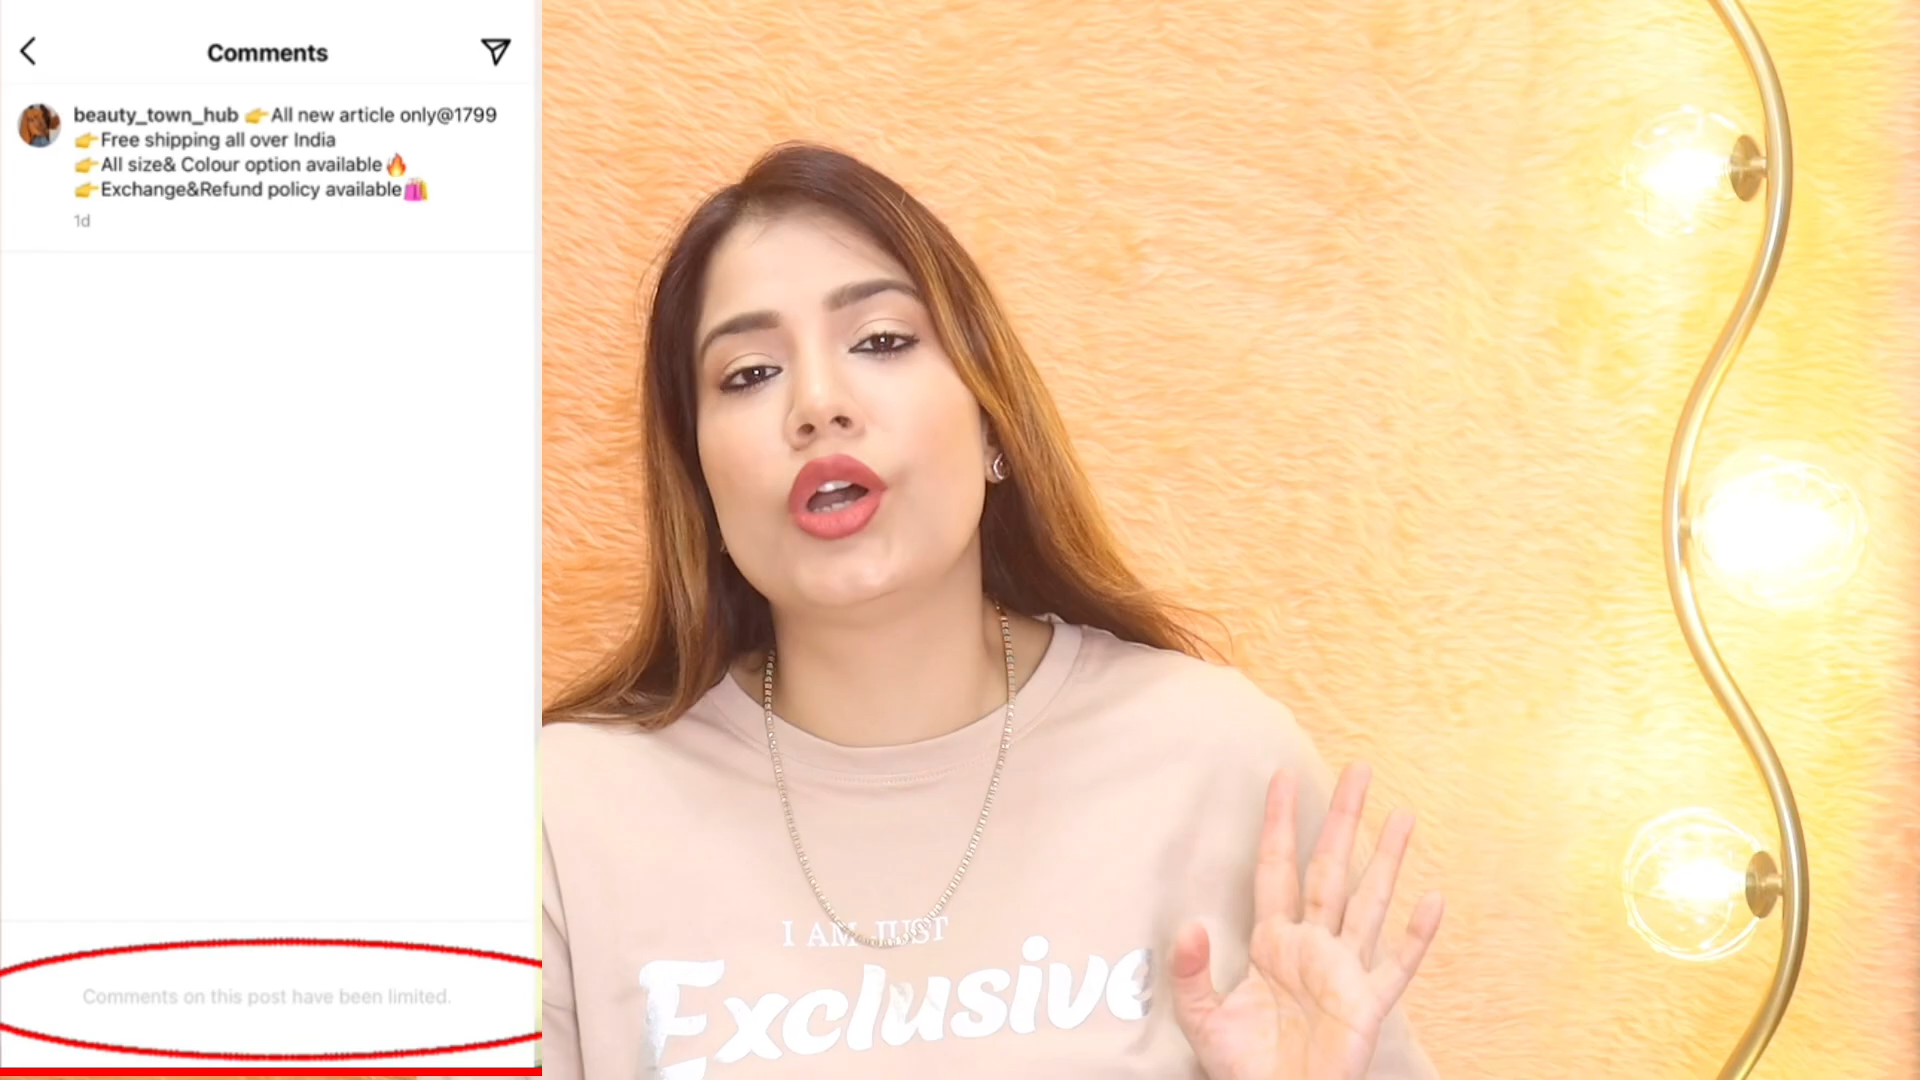 Comments
beauty_town_hub 👉All new article only@1799
👉Free shipping all over India
👉All size& Colour option available🔥
👉Exchange&Refund policy available🛍️
1d
Comments on this post have been limited.
I AM JUST
Exclusive